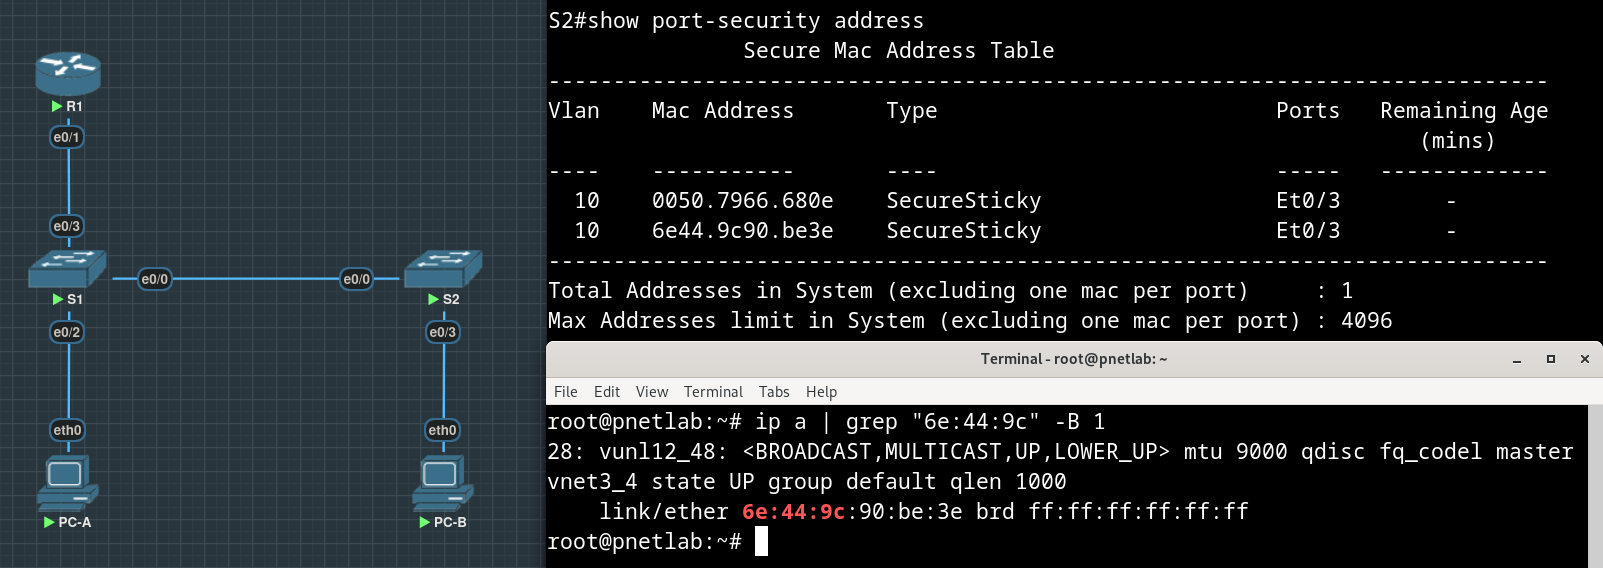 R1
e0/1
e0/3
S1
e0/0
e0/0
S2
e0/2
e0/3
eth0
eth0
PC-A
PC-B
S2#show port-security address
Secure Mac Address Table
-----------------------------------------------------------------------------
Vlan    Mac Address       Type                          Ports   Remaining Age
(mins)
----    -----------       ----                          -----   -------------
10    0050.7966.680e    SecureSticky                  Et0/3        -
10    6e44.9c90.be3e    SecureSticky                  Et0/3        -
-----------------------------------------------------------------------------
Total Addresses in System (excluding one mac per port)     : 1
Max Addresses limit in System (excluding one mac per port) : 4096
Terminal - root@pnetlab: ~
File Edit View Terminal Tabs Help
root@pnetlab:~# ip a | grep "6e:44:9c" -B 1
28: vunl12_48: <BROADCAST,MULTICAST,UP,LOWER_UP> mtu 9000 qdisc fq_codel master
vnet3_4 state UP group default qlen 1000
link/ether 6e:44:9c:90:be:3e brd ff:ff:ff:ff:ff:ff
root@pnetlab:~#